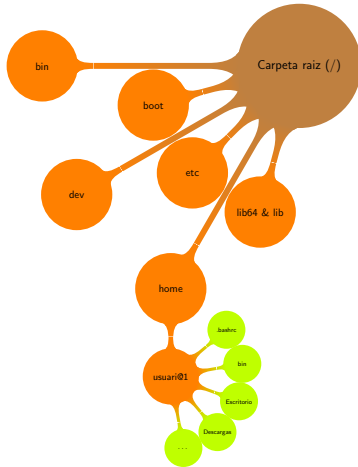 Carpeta raiz (/)
bin
boot
etc
dev
lib64 & lib
home
usuari@1
.bashrc
bin
Escritorio
Descargas
...